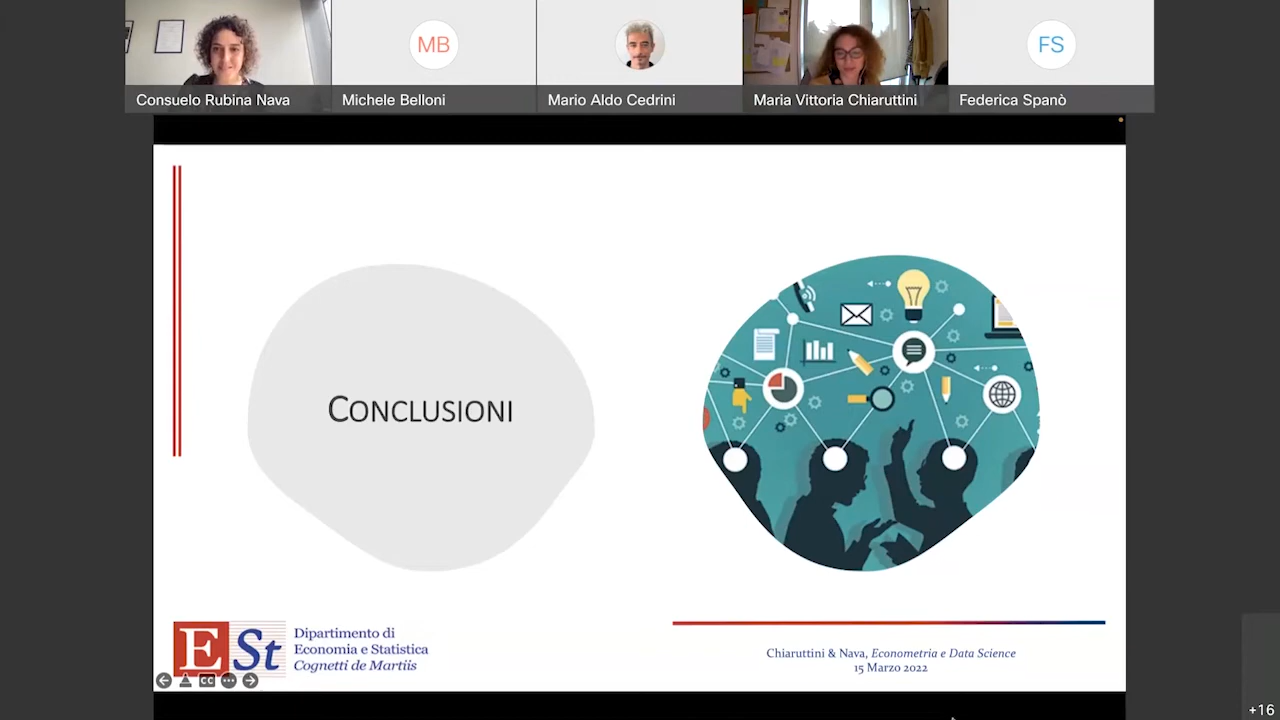 MB
FS
Consuelo Rubina Nava
Michele Belloni
Mario Aldo Cedrini
Maria Vittoria Chiaruttini
Federica Spanò
CONCLUSIONI
ESt
Dipartimento di
Economia e Statistica
Cognetti de Martiis
CC
Chiaruttini & Nava, Econometria e Data Science
15 Marzo 2022
+16